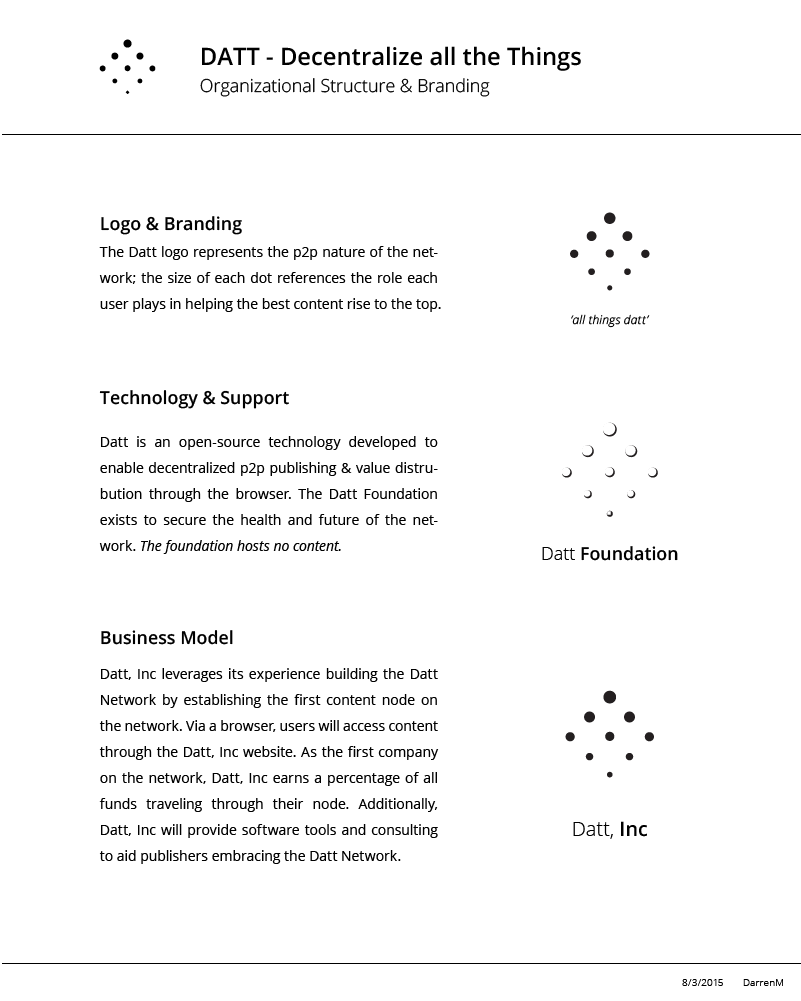 DATT - Decentralize all the Things
Organizational Structure & Branding
Logo & Branding
The Datt logo represents the p2p nature of the net-
work; the size of each dot references the role each
user plays in helping the best content rise to the top.
'all things datt'
Technology & Support
Datt is an open-source technology developed to
enable decentralized p2p publishing & value distru-
bution through the browser. The Datt Foundation
exists to secure the health and future of the net-
work. The foundation hosts no content.
Datt Foundation
Business Model
Datt, Inc leverages its experience building the Datt
Network by establishing the first content node on
the network. Via a browser, users will access content
through the Datt, Inc website. As the first company
on the network, Datt, Inc earns a percentage of all
funds traveling through their node. Additionally,
Datt, Inc will provide software tools and consulting
to aid publishers embracing the Datt Network.
Datt, Inc
8/3/2015 DarrenM